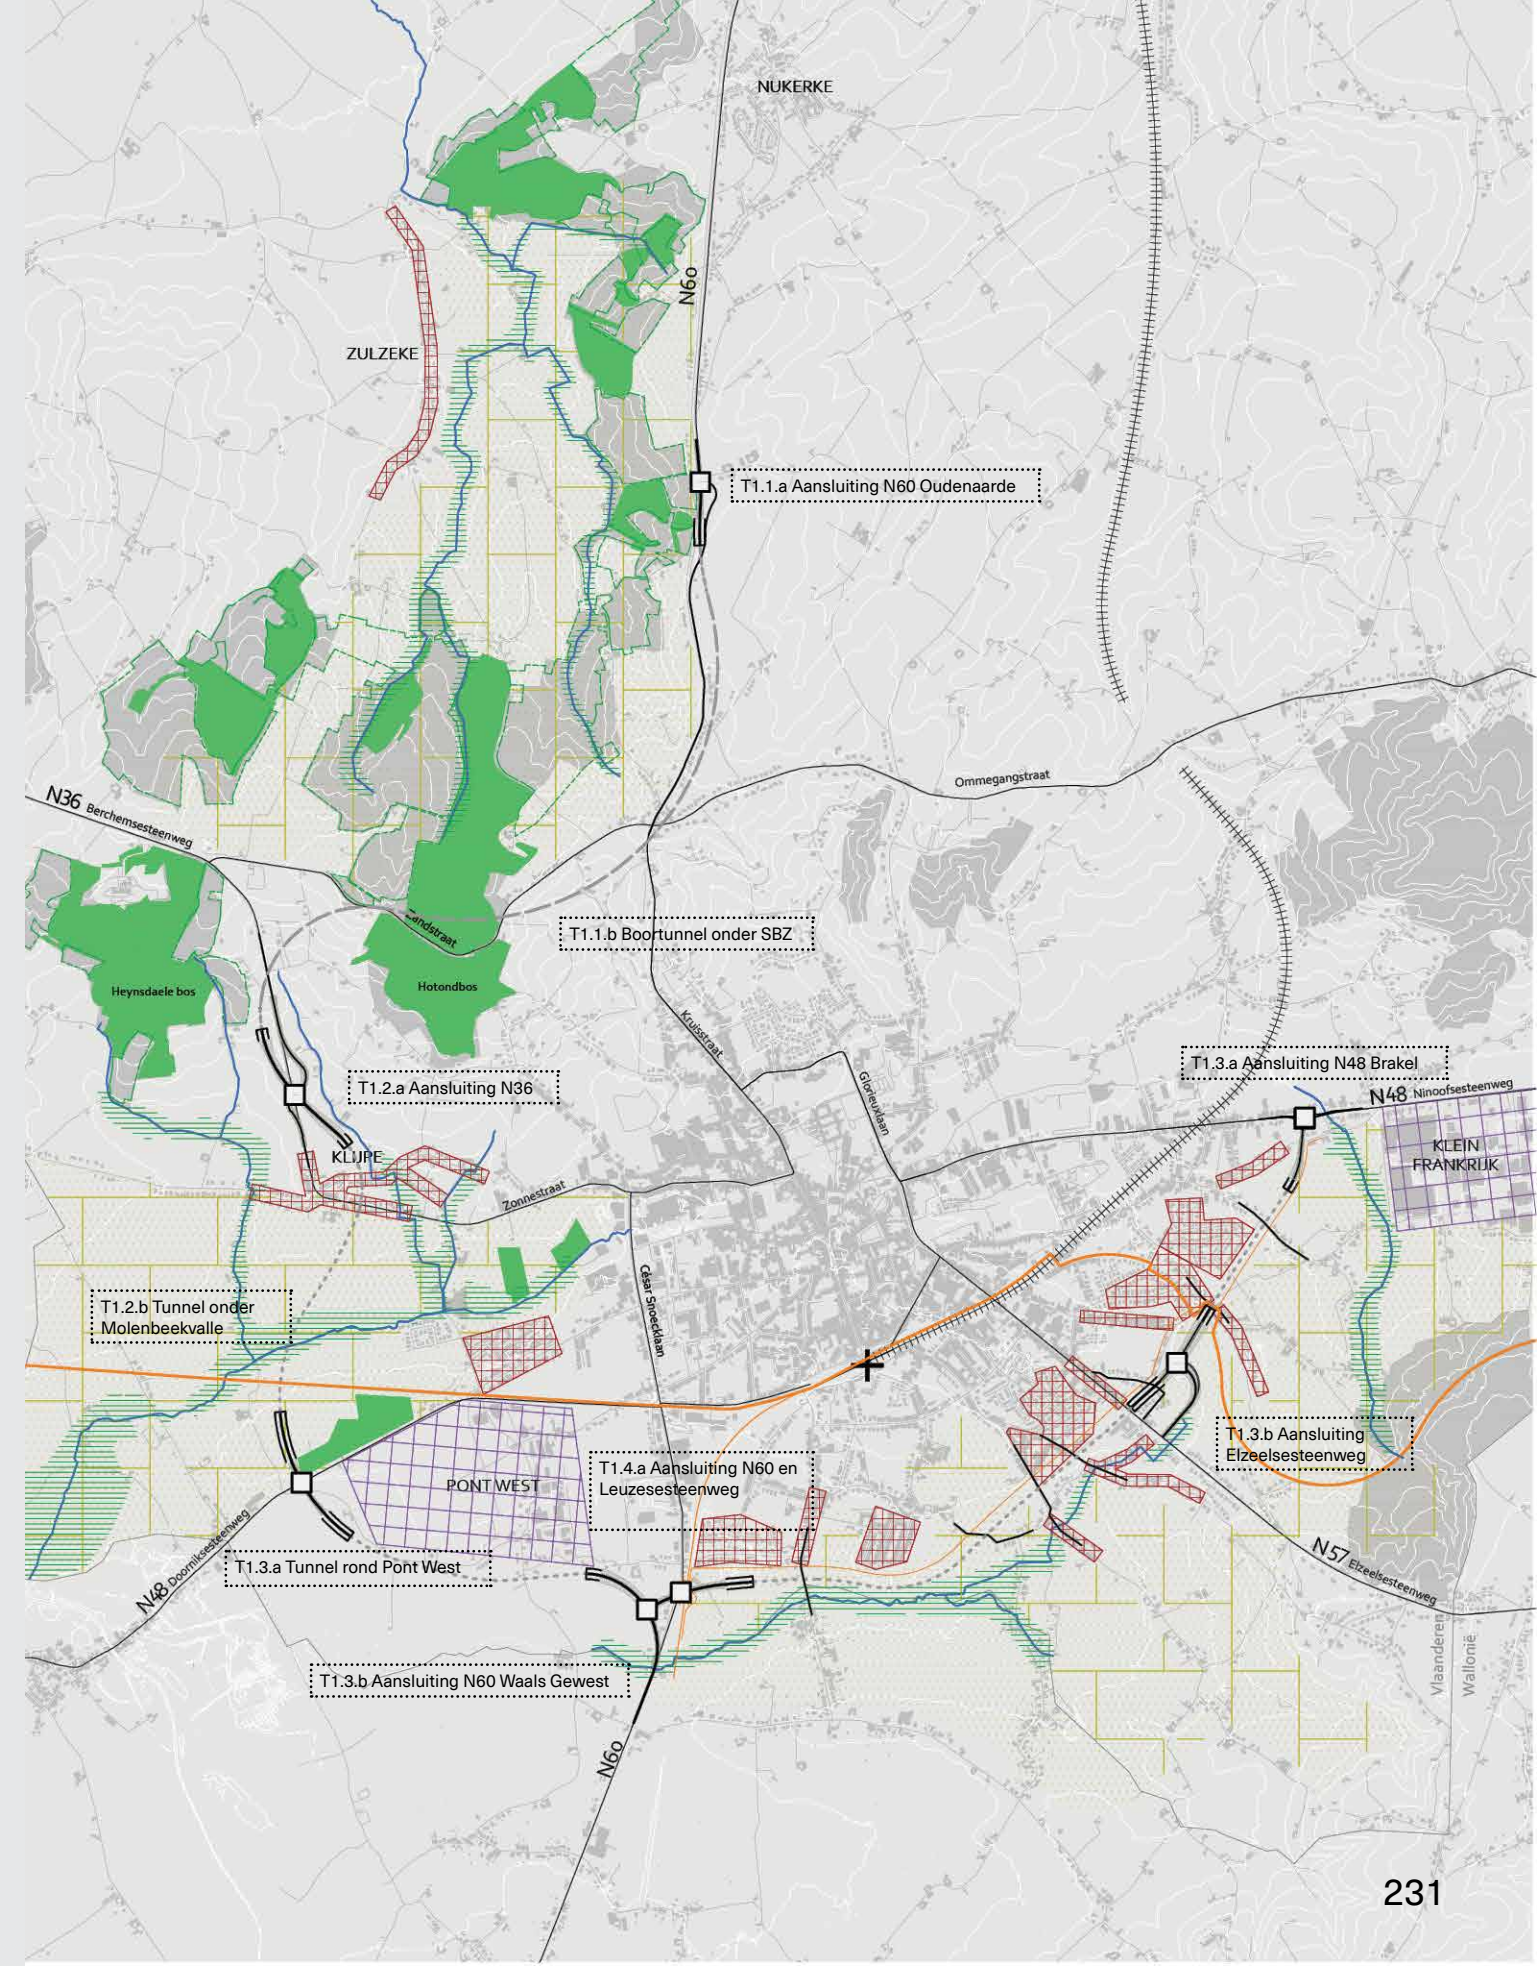 NUKERKE
N60
ZULZEKE
T1.1.a Aansluiting N60 Oudenaarde
Ommegangstraat
N36 Berchemsesteenweg
Zandstraat
T1.1.b Boortunnel onder SBZ
Heynsdaele bos
Hotondbos
Kruisstraat
T1.3.a Aansluiting N48 Brakel
T1.2.a Aansluiting N36
Glorieuxlaan
N48 Ninoofsesteenweg
KLIJPE
KLEIN
FRANKRIJK
Zonnestraat
César Snoecklaan
T1.2.b Tunnel onder
Molenbeekvalle
T1.3.b Aansluiting
Elzeelsesteenweg
T1.4.a Aansluiting N60 en
Leuzesesteenweg
PONT WEST
N48 Doorniksesteenweg
T1.3.a Tunnel rond Pont West
N57 Elzeelsesteenweg
Vlaanderen
Wallonië
T1.3.b Aansluiting N60 Waals Gewest
N60
231